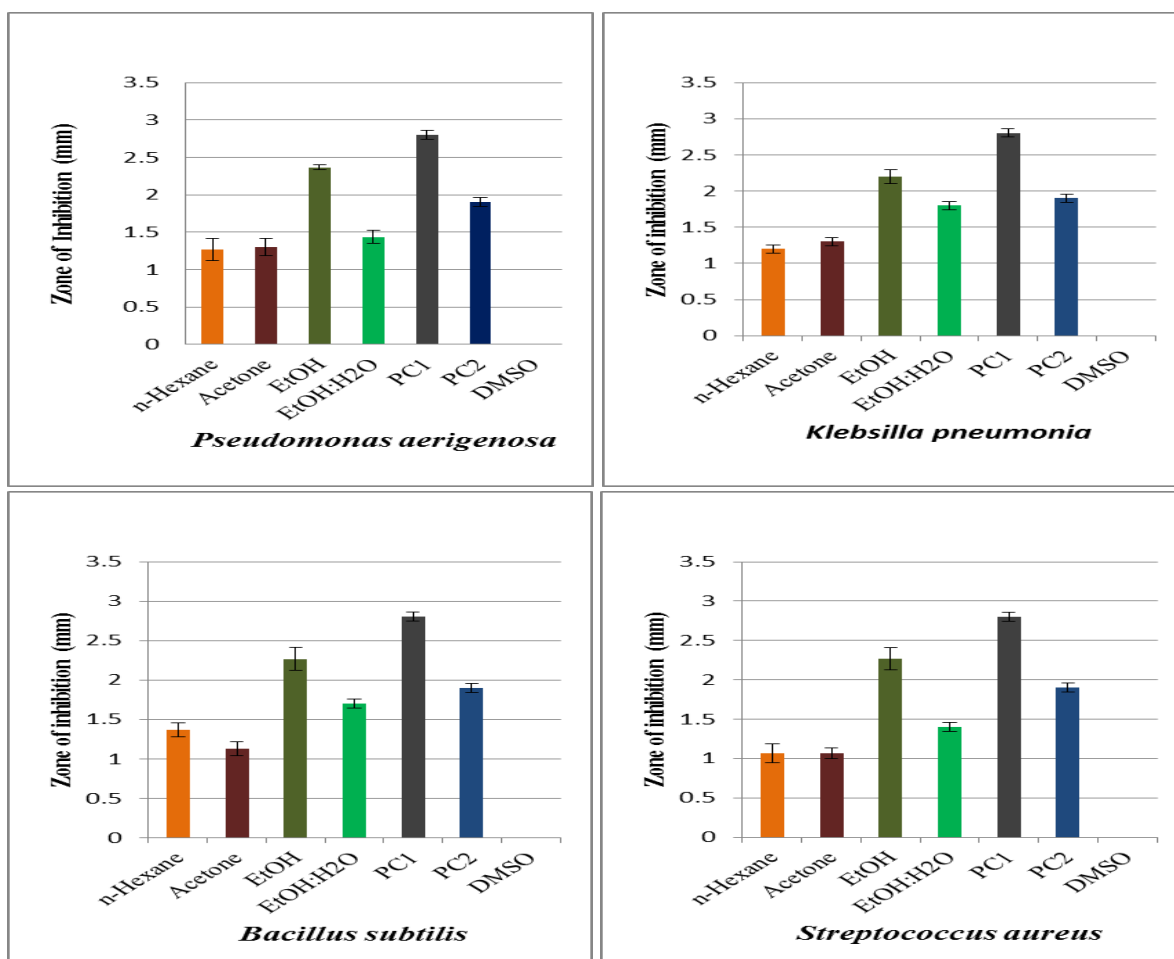 Zone of Inhibition (mm)
3.5
3
2.5
2
1.5
1
0.5
0
n-Hexane
Acetone
EtOH
EtOH:H2O
PC1
PC2
DMSO
Pseudomonas aerigenosa
Zone of inhibition (mm)
3.5
3
2.5
2
1.5
1
0.5
0
n-Hexane
Acetone
EtOH
EtOH:H2O
PC1
PC2
DMSO
Klebsilla pneumonia
Zone of inhibition (mm)
3.5
3
2.5
2
1.5
1
0.5
0
n-Hexane
Acetone
EtOH
EtOH:H2O
PC1
PC2
DMSO
Bacillus subtilis
Zone of inhibition (mm)
3.5
3
2.5
2
1.5
1
0.5
0
n-Hexane
Acetone
EtOH
EtOH:H2O
PC1
PC2
DMSO
Streptococcus aureus